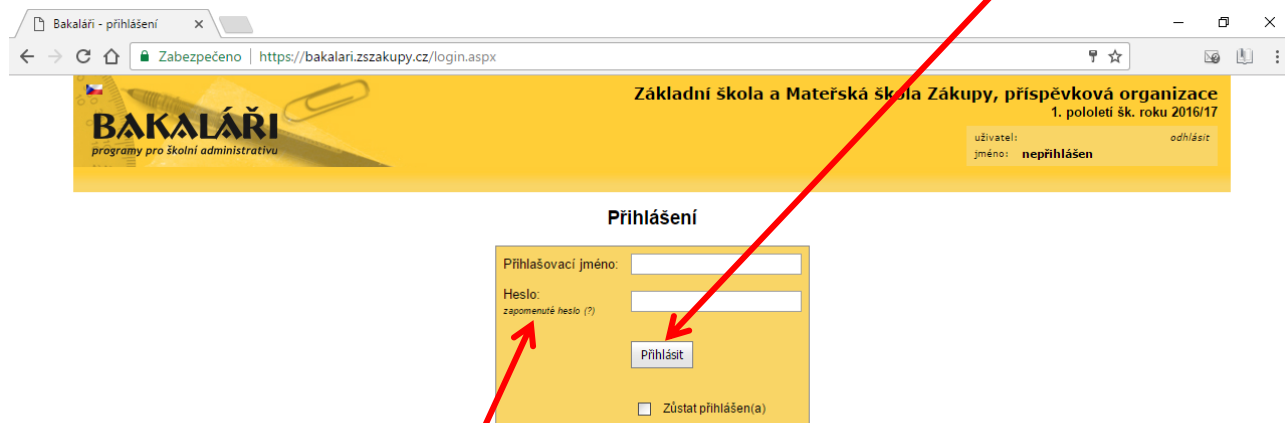 Bakaláři - přihlášení
Zabezpečeno | https://bakalari.zszakupy.cz/login.aspx
BAKALÁŘI
programy pro školní administrativu
Základní škola a Mateřská škola Zákupy, příspěvková organizace
1. pololetí šk. roku 2016/17
uživatel: odhlásit
jméno: nepřihlášen
Přihlášení
Přihlašovací jméno:
Heslo:
zapomenuté heslo (?)
Přihlásit
Zůstat přihlášen(a)